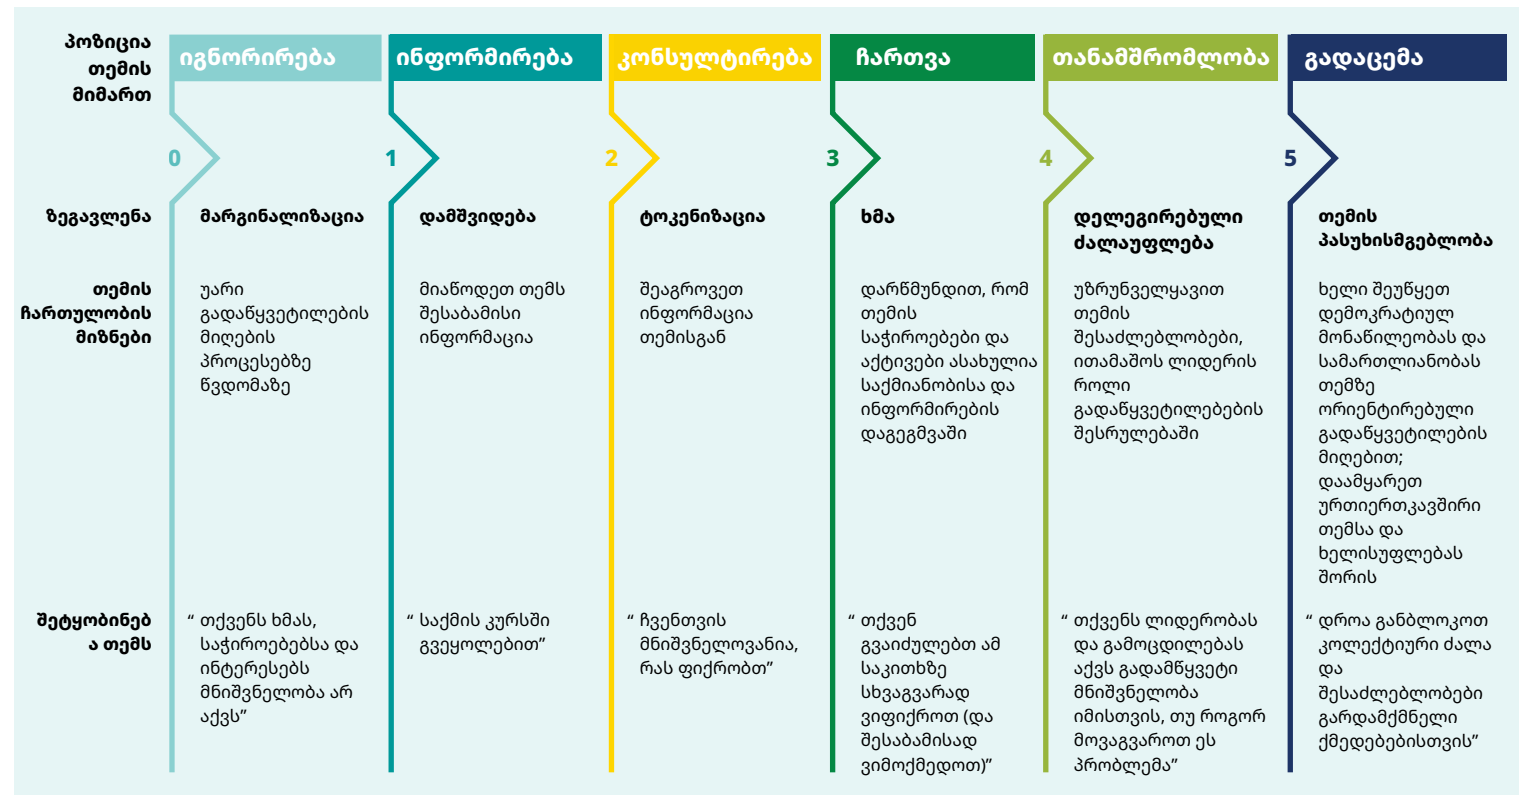 პოზიცია
თემის
მიმართ
იგნორირება
ინფორმირება
კონსულტირება
ჩართვა
თანამშრომლობა
გადაცემა
0
1
2
3
4
5
ზეგავლენა
მარგინალიზაცია
დამშვიდება
ტოკენიზაცია
ხმა
დელეგირებული
ძალაუფლება
თემის
პასუხისმგებლობა
თემის
ჩართულობის
მიზნები
უარი
გადაწყვეტილების
მიღების
პროცესებზე
წვდომაზე
მიაწოდეთ თემს
შესაბამისი
ინფორმაცია
შეაგროვეთ
ინფორმაცია
თემისგან
დარწმუნდით, რომ
თემის
საჭიროებები და
აქტივები ასახულია
საქმიანობისა და
ინფორმირების
დაგეგმვაში
უზრუნველყავით
თემის
შესაძლებლობები,
ითამაშოს ლიდერის
როლი
გადაწყვეტილებების
შესრულებაში
ხელი შეუწყეთ
დემოკრატიულ
მონაწილეობას და
სამართლიანობას
თემზე
ორიენტირებული
გადაწყვეტილების
მიღებით;
დაამყარეთ
ურთიერთკავშირი
თემსა და
ხელისუფლებას
შორის
შეტყობინებ
ა თემს
“ თქვენს ხმას,
საჭიროებებსა და
ინტერესებს
მნიშვნელობა არ
აქვს”
“ საქმის კურსში
გვეყოლებით”
“ ჩვენთვის
მნიშვნელოვანია,
რას ფიქრობთ”
“ თქვენ
გვაიძულებთ ამ
საკითხზე
სხვაგვარად
ვიფიქროთ (და
შესაბამისად
ვიმოქმედოთ)”
“ თქვენს ლიდერობას
და გამოცდილებას
აქვს გადამწყვეტი
მნიშვნელობა
იმისთვის, თუ როგორ
მოვაგვაროთ ეს
პრობლემა”
“ დროა განბლოკოთ
კოლექტიური ძალა
და
შესაძლებლობები
გარდამქმნელი
ქმედებებისთვის”